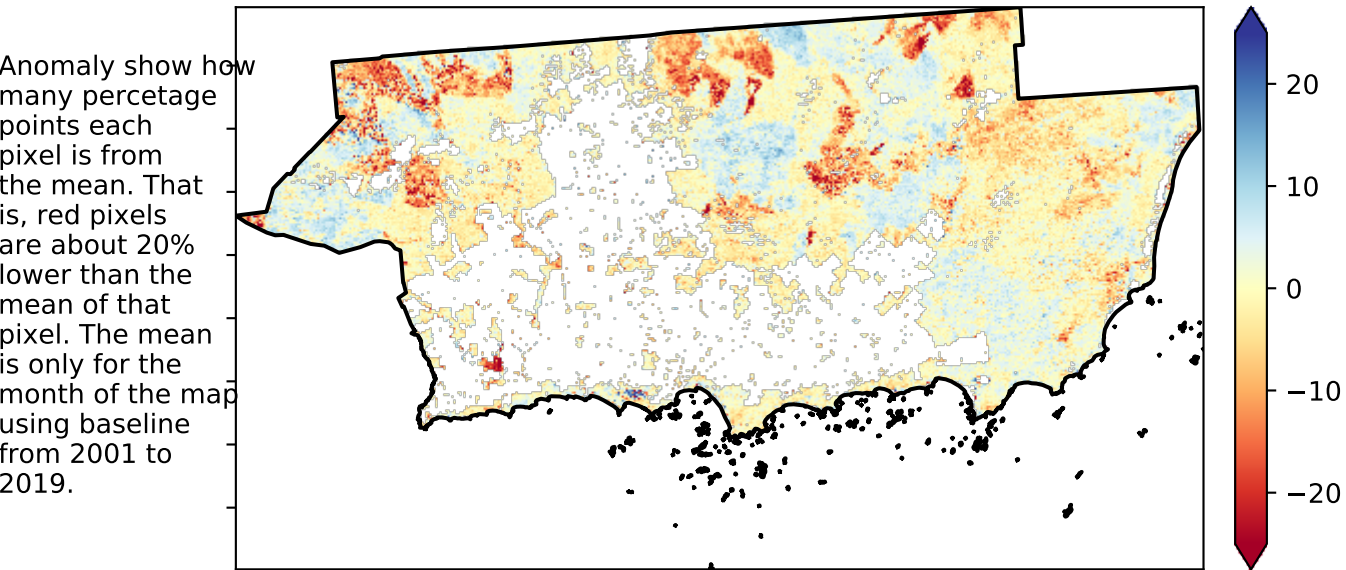 Anomaly show how
many percetage
points each
pixel is from
the mean. That
is, red pixels
are about 20%
lower than the
mean of that
pixel. The mean
is only for the
month of the map
using baseline
from 2001 to
2019.
20
10
0
−10
−20